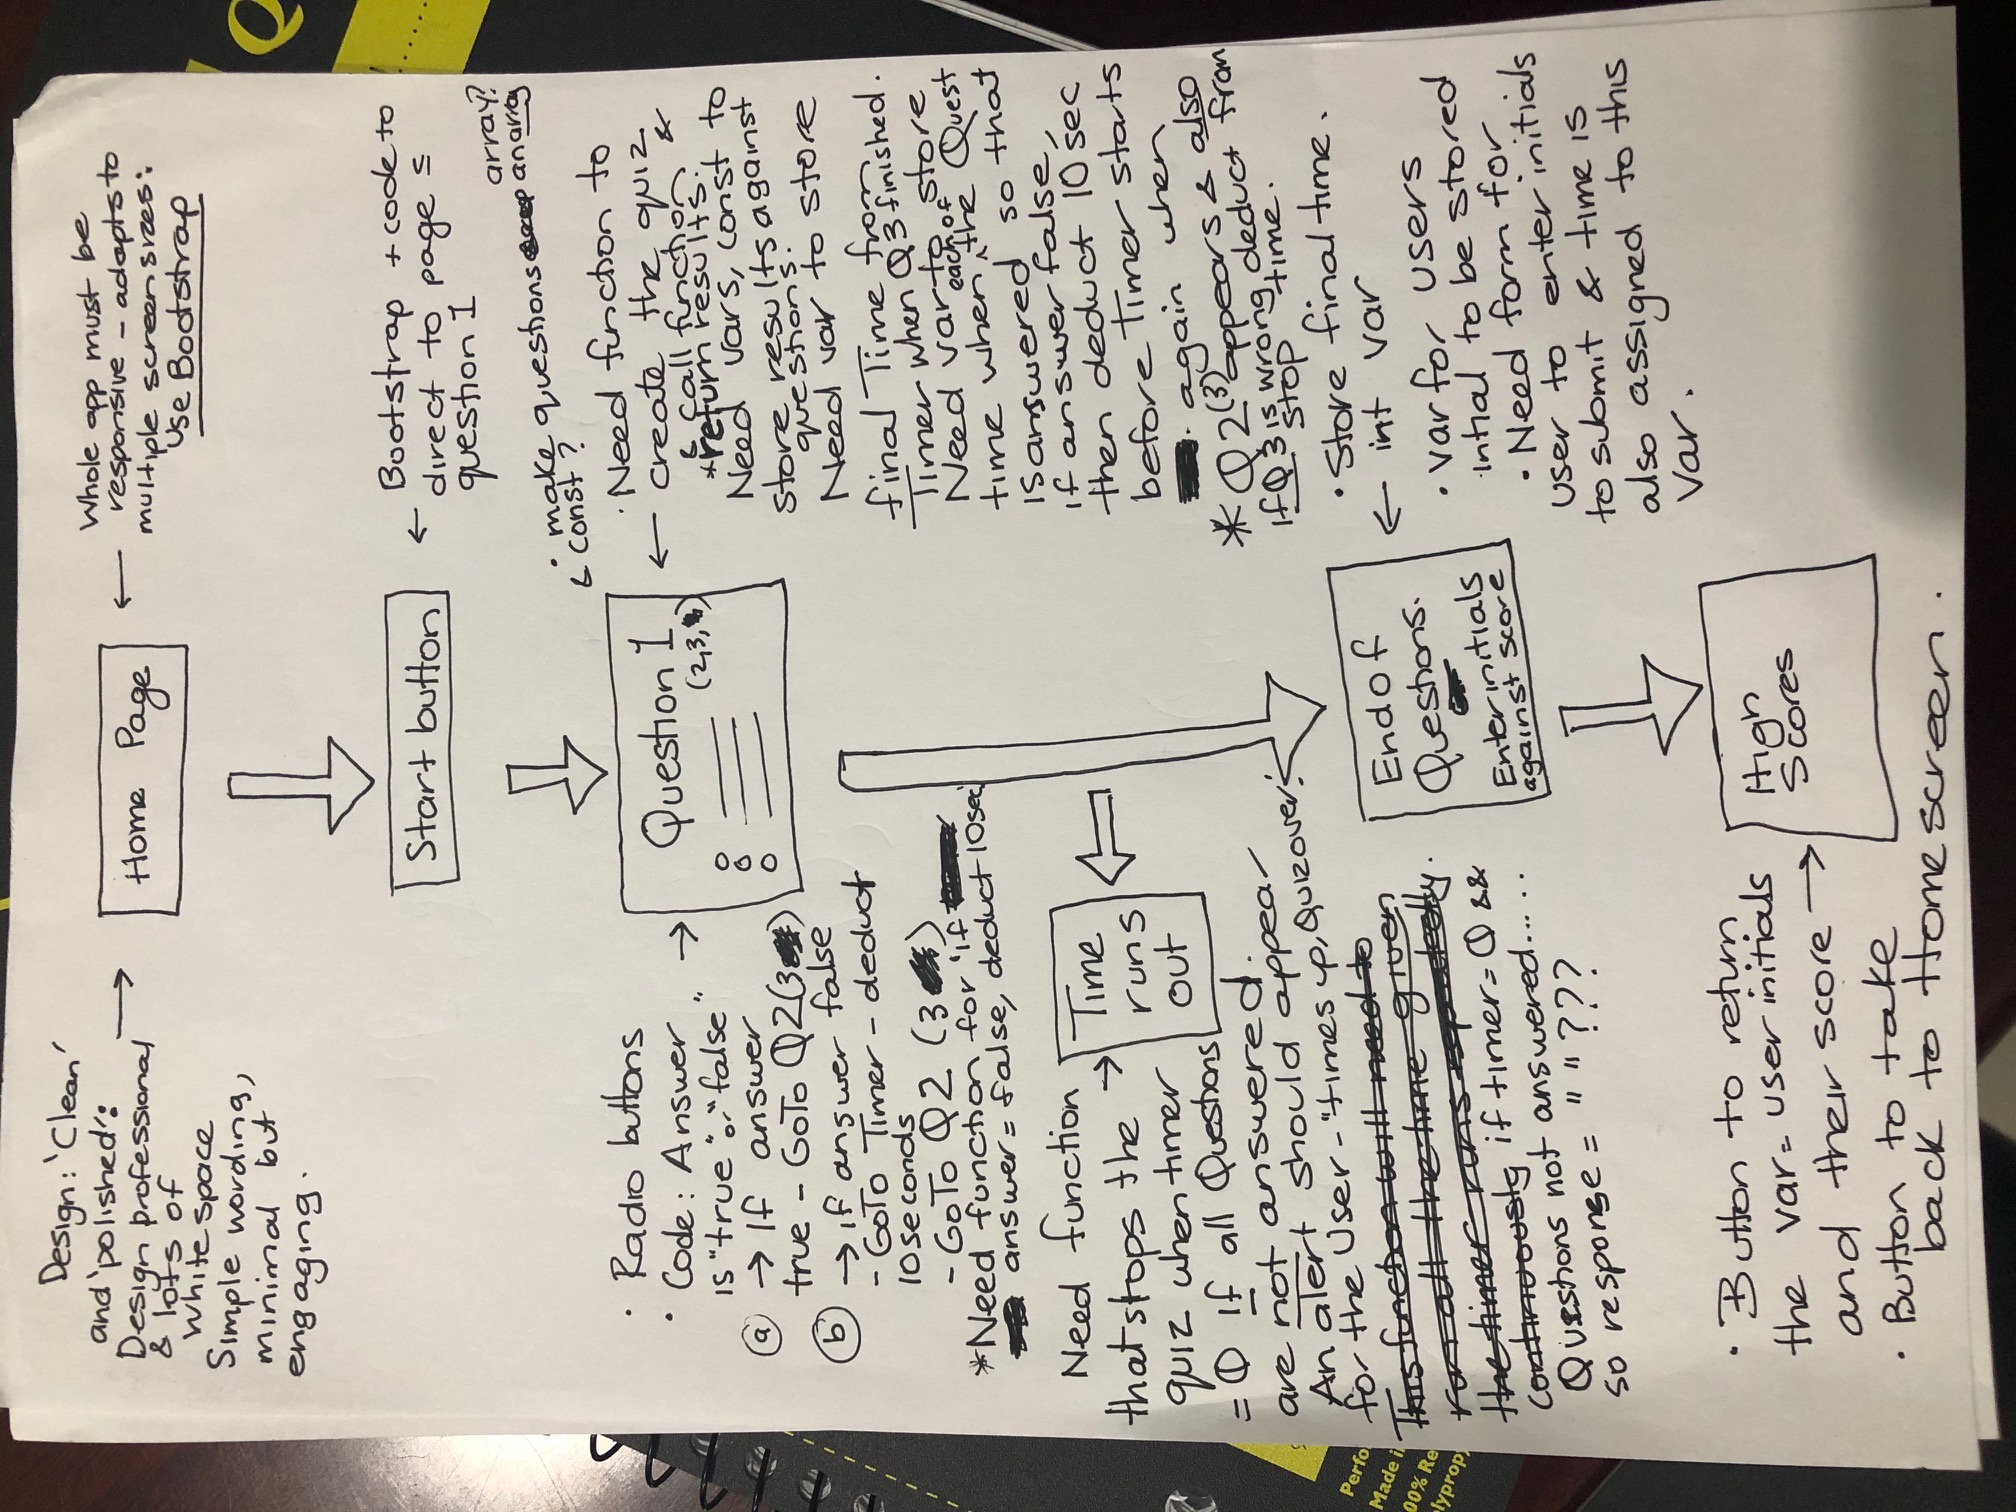 Design: 'Clean'
and 'polished':
Design professional
& lots of
white space
Simple wording,
minimal but
engaging.
Home Page
Whole app must be
responsive - adapts to
multiple screen sizes:
use Bootstrap
Start button
Bootstrap + code to
direct to page
question 1
array?
• make questions an array
& const?
• Radio buttons
• Code: Answer
is "true" or "false"
a → If answer
true - GoTo Q2(3)
b → if answer false
- GoTo Timer - deduct
10 seconds
- GoTo Q2 (3)
*Need function for 'if
answer = false, deduct 10sec
Question 1
(2,3,)
• Need function to
create the quiz
& call function &
*return results.
Need vars, const to
store results against
questions.
Need var to store
final Time from
Timer when Q3 finished.
Need var to store
time when each of the Quest
is answered so that
if answer false,
then deduct 10 sec
before Timer starts
again when
* Q2(3) appears & also
if Q3 is wrong deduct from
stop time.
Need function
that stops the
quiz when timer
= 0 if all Questions
are not answered.
An alert should appear
for the User - "times up, Quiz over!
This function will need to
run all the time given
the timer runs repeatedly.
continuously if timer = 0 &&
Questions not answered.....
so response = " " ???
Time
runs
out
End of
Questions.
Enter initials
against score
• Store final time.
int var
• var for users
intial to be stored
• Need form for
user to enter initials
to submit & time is
also assigned to this
var.
• Button to return
the var = user initials
and their score
• Button to take
back to Home screen.
High
Scores
Q
Perfo
Made i
00% Re
olyprop